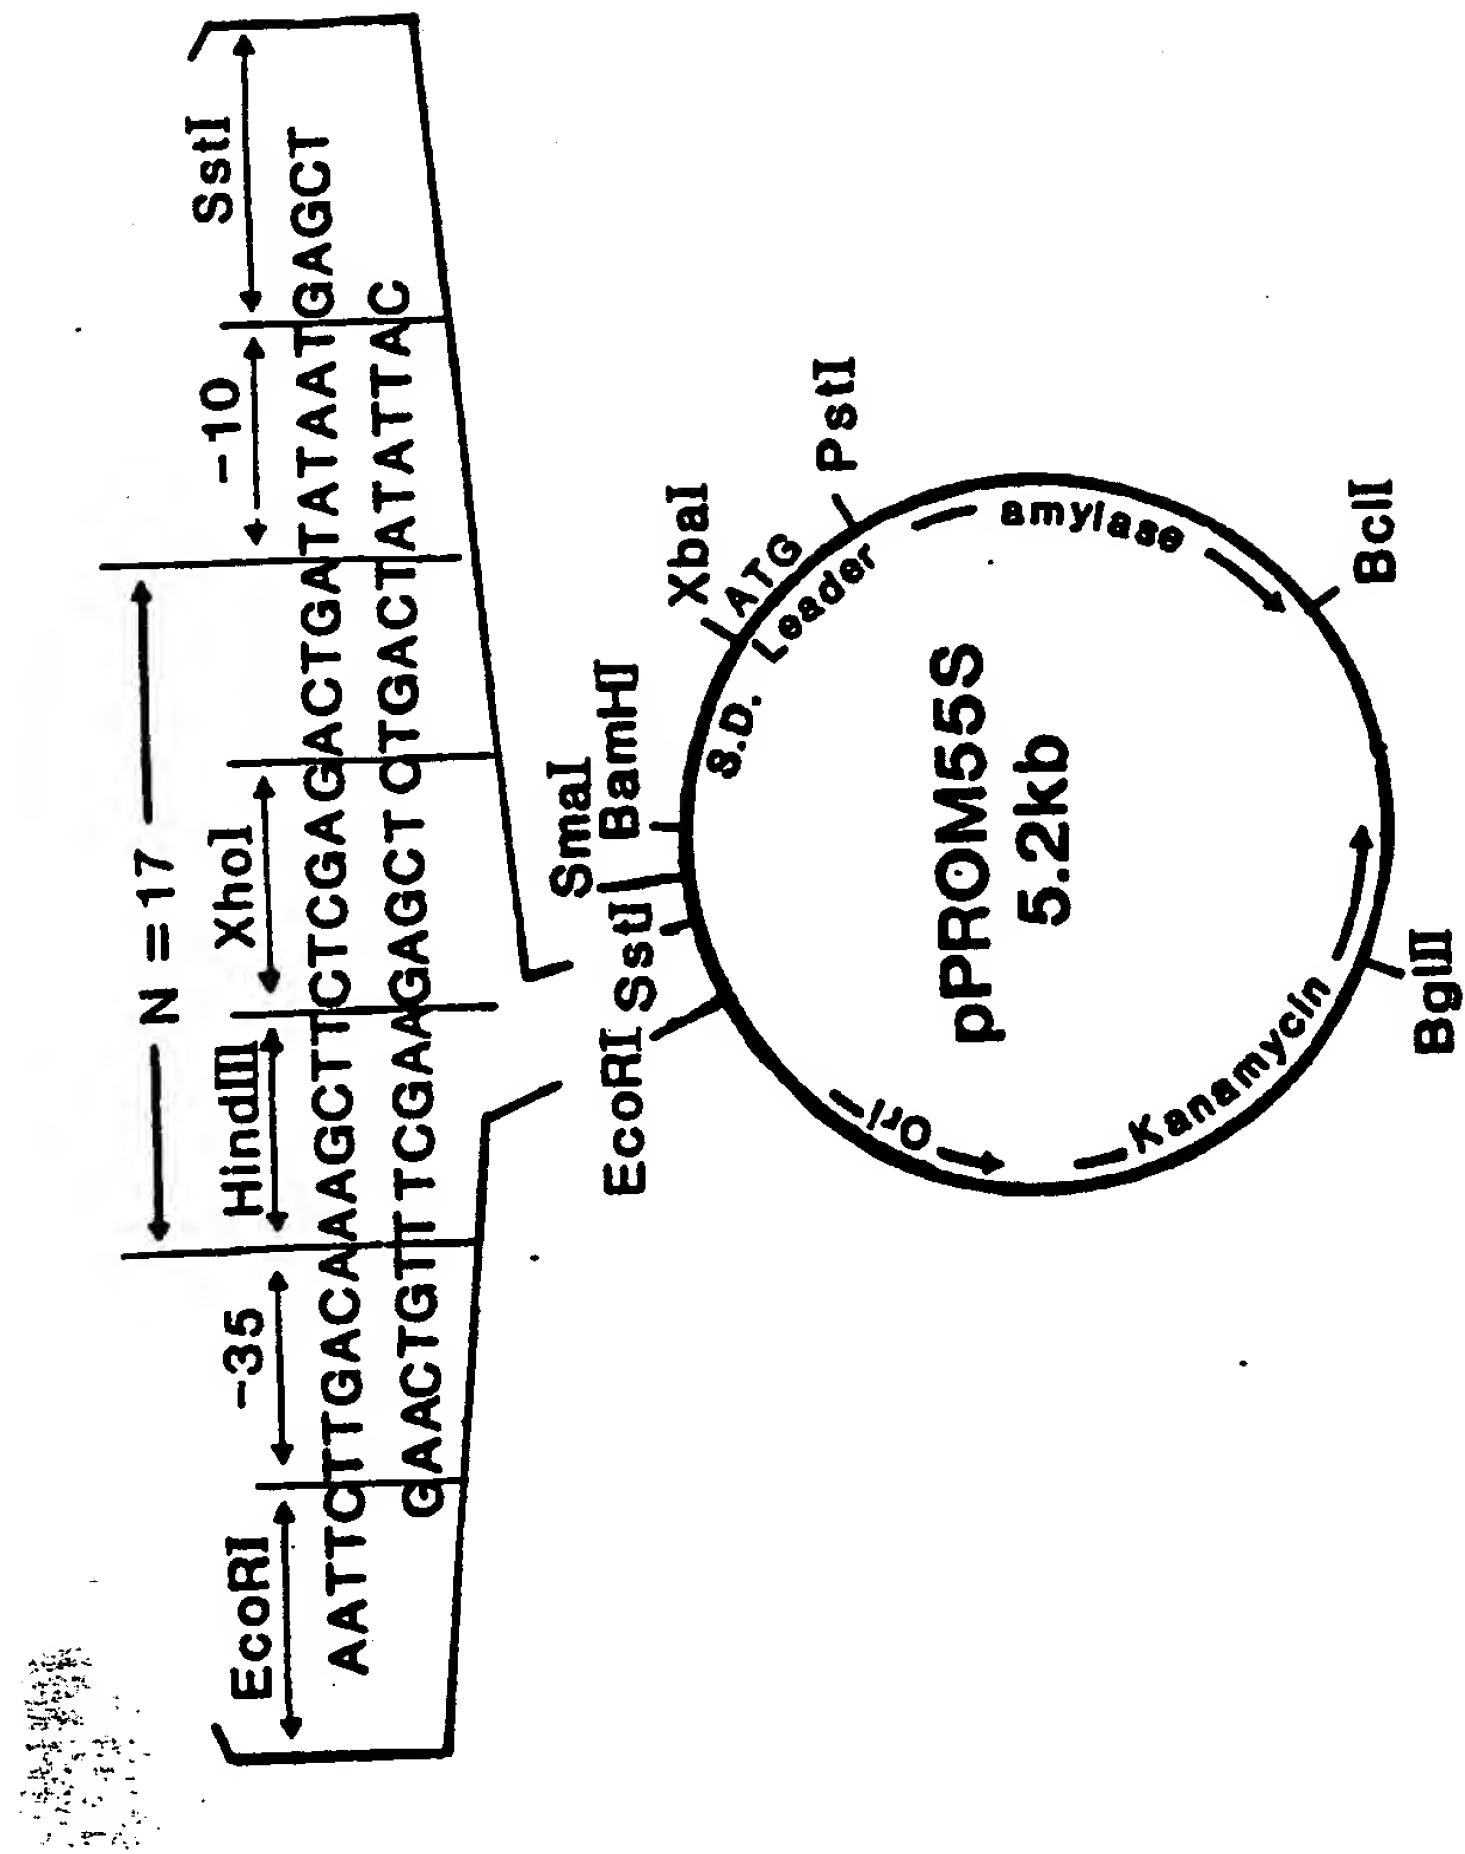 N = 17
EcoRI -35 HindIII XhoI -10 SstI
AATTCTTGACAAAGCTTCTCGAGACTGATATAATGAGCT
GAACTGTTTCGAAGAGCTCTGACTATATTAC
EcoRI SstI SmaI BamHI XbaI PstI
S.D. ATG
Leader
amylase
Ori
pPROM55S
5.2kb
Kanamycin
BglII BclI